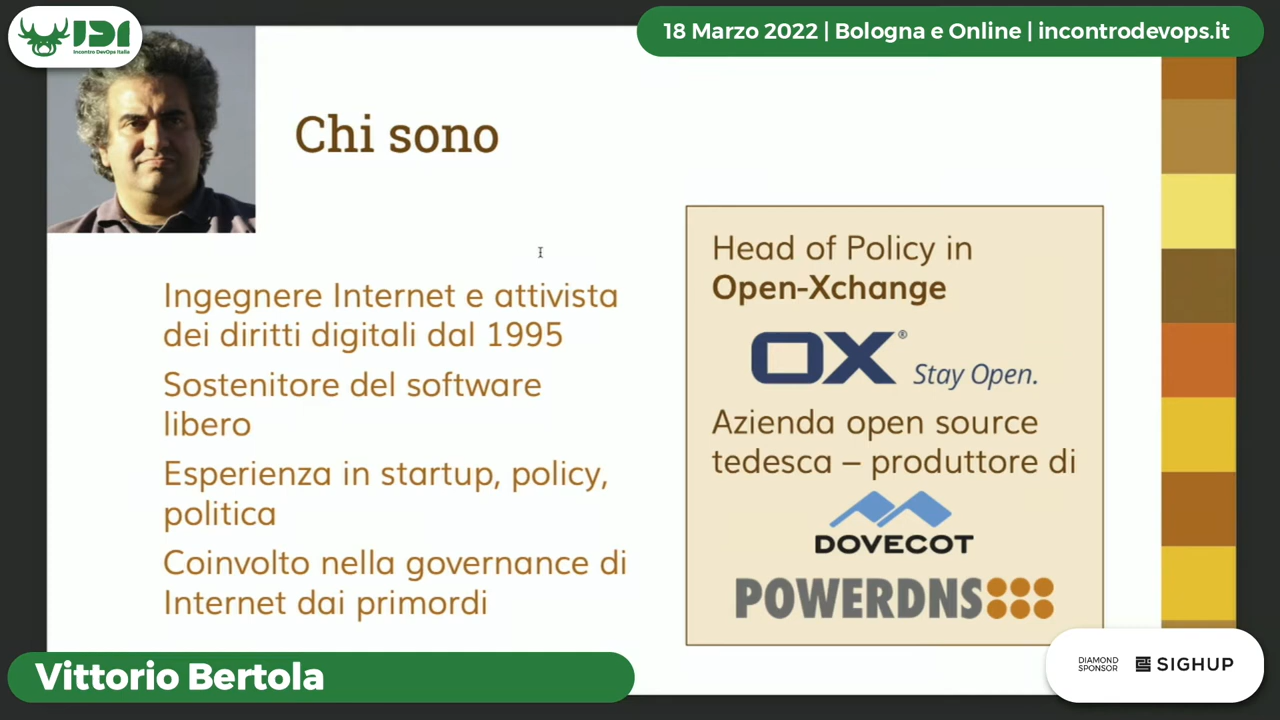 IDI
Incontro DevOps Italia
18 Marzo 2022 | Bologna e Online | incontrodevops.it
Chi sono
Ingegnere Internet e attivista
dei diritti digitali dal 1995
Sostenitore del software
libero
Esperienza in startup, policy,
politica
Coinvolto nella governance di
Internet dai primordi
Head of Policy in
Open-Xchange
OX® Stay Open.
Azienda open source
tedesca – produttore di
DOVECOT
POWERDNS
Vittorio Bertola
DIAMOND
SPONSOR
SIGHUP